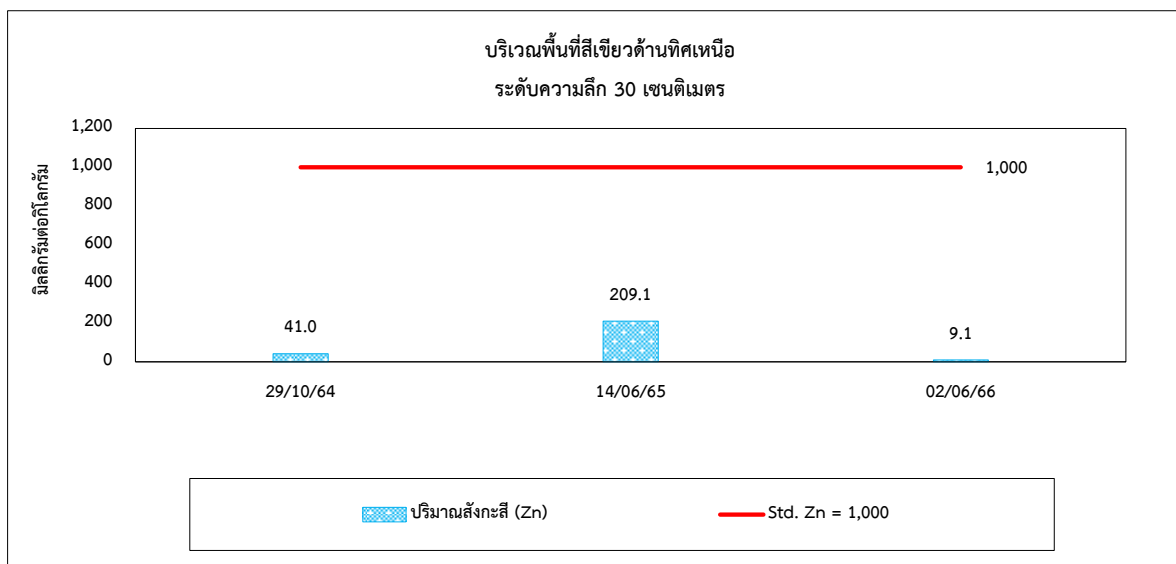 บริเวณพื้นที่สีเขียวด้านทิศเหนือ
ระดับความลึก 30 เซนติเมตร
มิลลิกรัมต่อกิโลกรัม
1,200
1,000
800
600
400
200
0
1,000
41.0
209.1
9.1
29/10/64
14/06/65
02/06/66
ปริมาณสังกะสี (Zn)
Std. Zn = 1,000